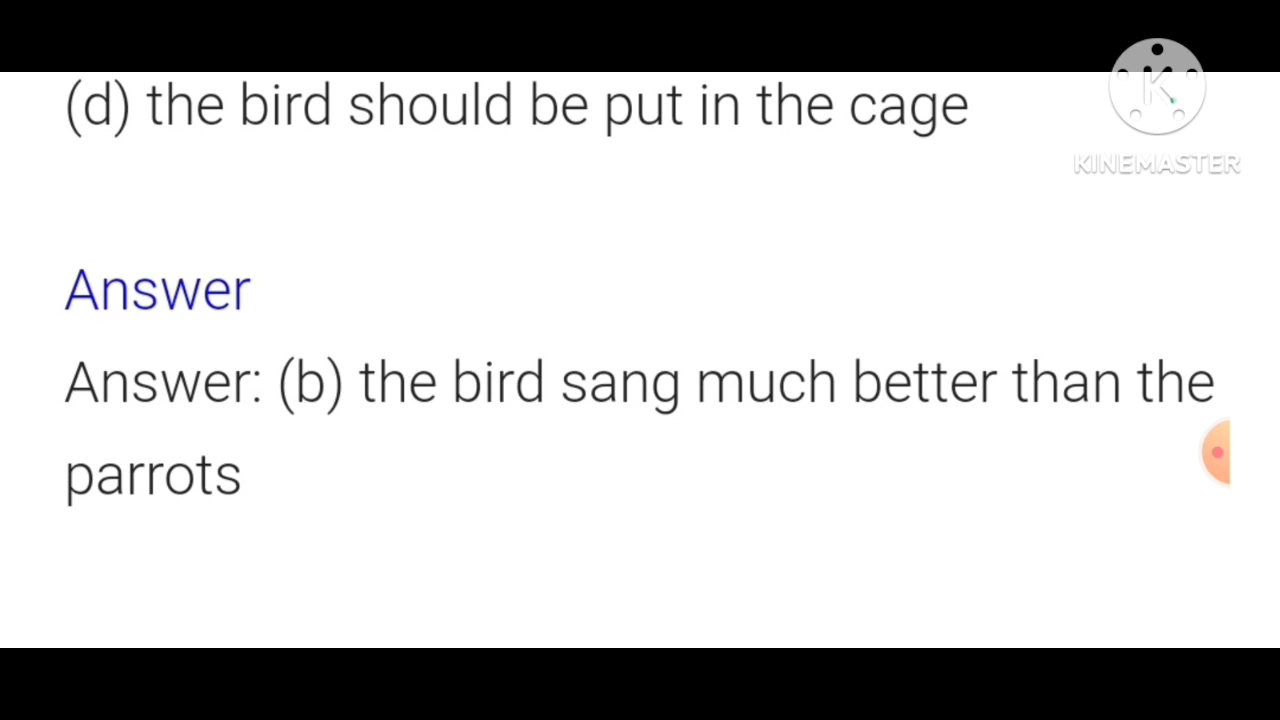 (d) the bird should be put in the cage
KINEMASTER
Answer
Answer: (b) the bird sang much better than the
parrots